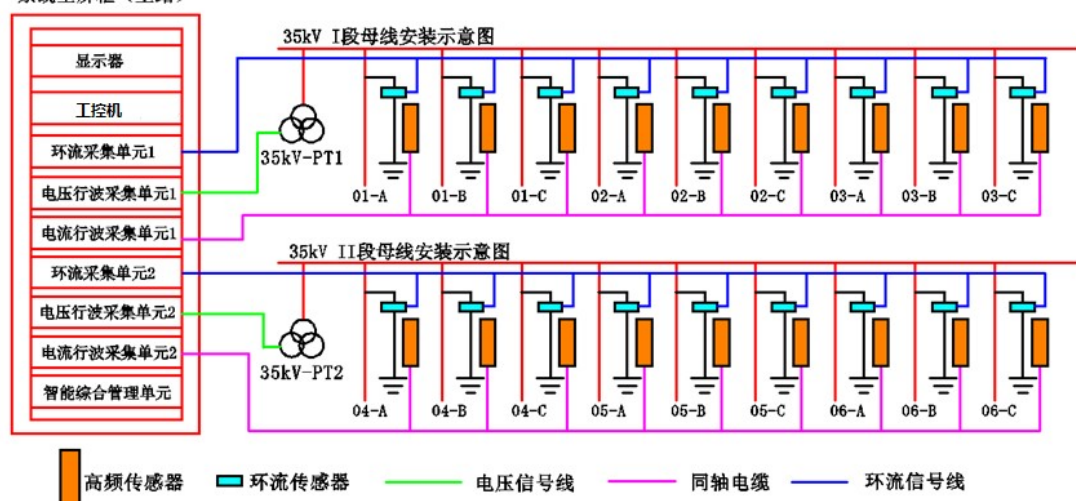 35kV I段母线安装示意图
显示器
工控机
环流采集单元1
电压行波采集单元1
电流行波采集单元1
环流采集单元2
电压行波采集单元2
电流行波采集单元2
智能综合管理单元
35kV-PT1
01-A 01-B 01-C 02-A 02-B 02-C 03-A 03-B 03-C
35kV II段母线安装示意图
35kV-PT2
04-A 04-B 04-C 05-A 05-B 05-C 06-A 06-B 06-C
高频传感器 环流传感器 电压信号线 同轴电缆 环流信号线